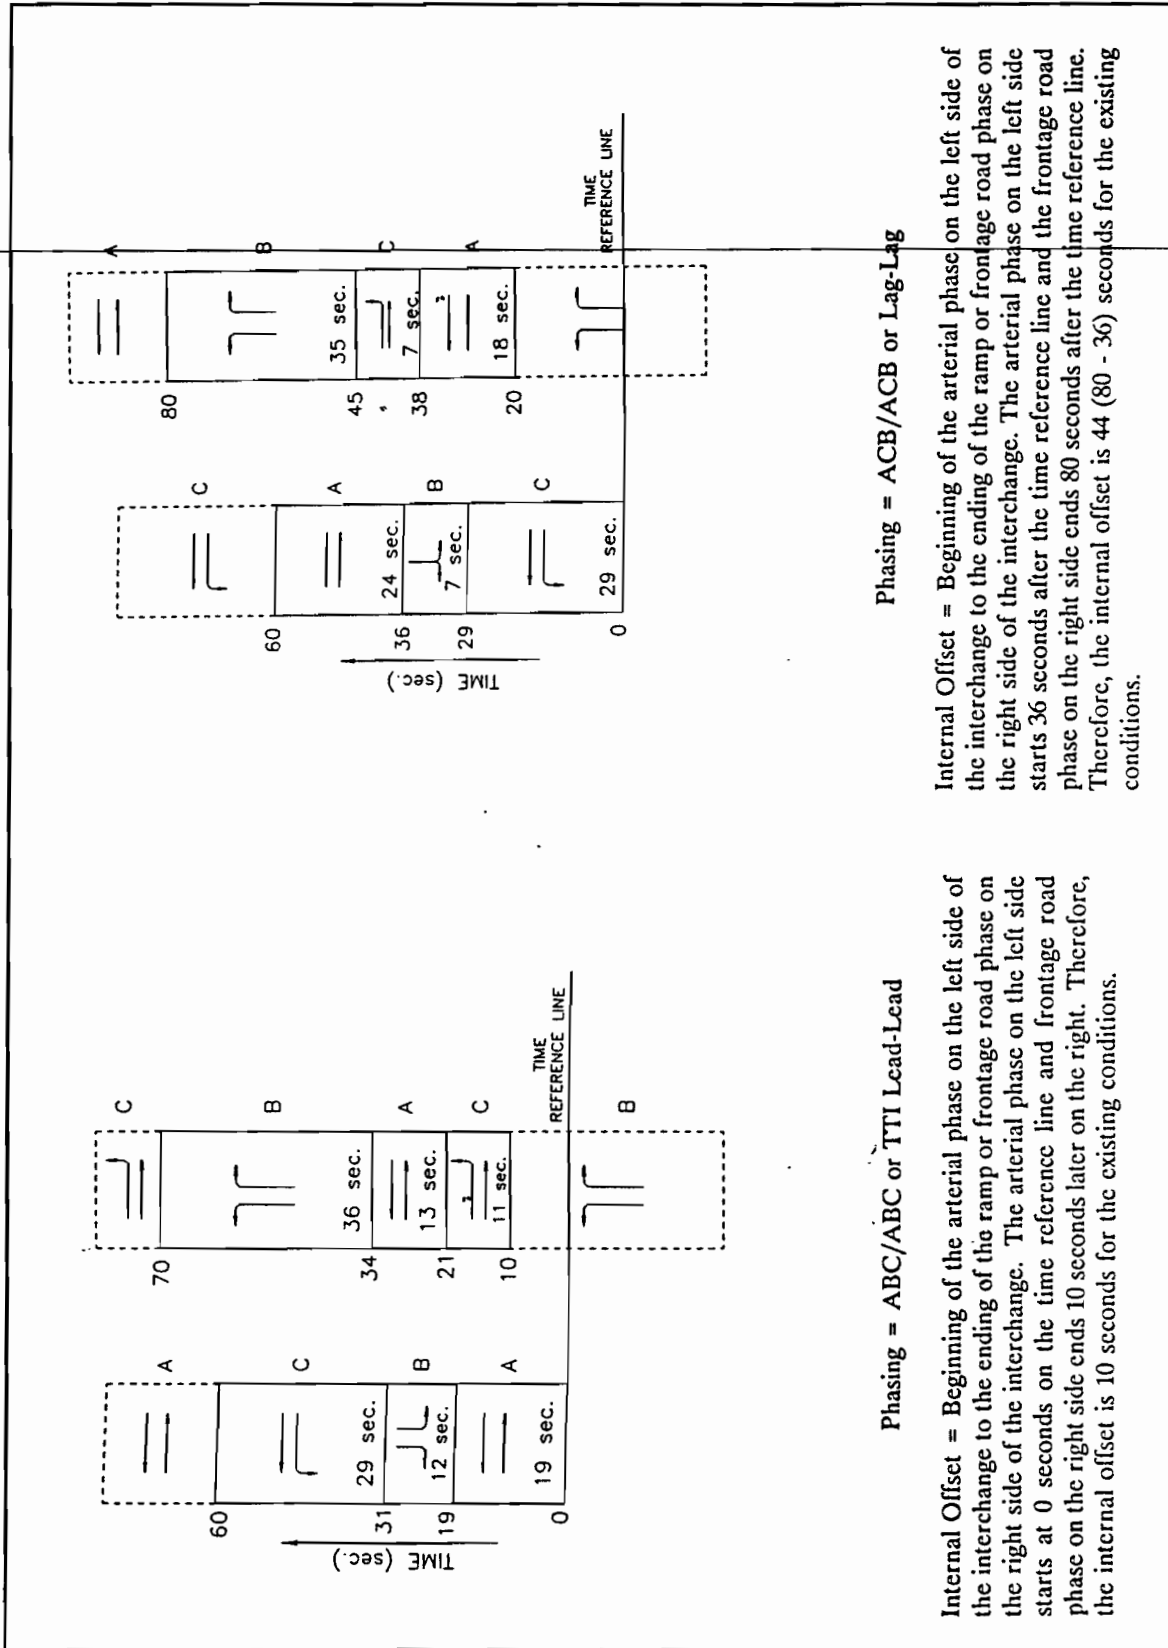 C
70
B
36 sec.
34
A
13 sec.
21
C
11 sec.
10
TIME
REFERENCE LINE
B
A
60
C
29 sec.
31
B
12 sec.
19
A
19 sec.
0
TIME (sec.)
Phasing = ABC/ABC or TTI Lead-Lead
Internal Offset = Beginning of the arterial phase on the left side of
the interchange to the ending of the ramp or frontage road phase on
the right side of the interchange. The arterial phase on the left side
starts at 0 seconds on the time reference line and frontage road
phase on the right side ends 10 seconds later on the right. Therefore,
the internal offset is 10 seconds for the existing conditions.
80
B
35 sec.
45
C
7 sec.
38
A
18 sec.
20
TIME
REFERENCE LINE
C
60
A
24 sec.
36
B
7 sec.
29
C
29 sec.
0
TIME (sec.)
Phasing = ACB/ACB or Lag-Lag
Internal Offset = Beginning of the arterial phase on the left side of
the interchange to the ending of the ramp or frontage road phase on
the right side of the interchange. The arterial phase on the left side
starts 36 seconds after the time reference line and the frontage road
phase on the right side ends 80 seconds after the time reference line.
Therefore, the internal offset is 44 (80 - 36) seconds for the existing
conditions.